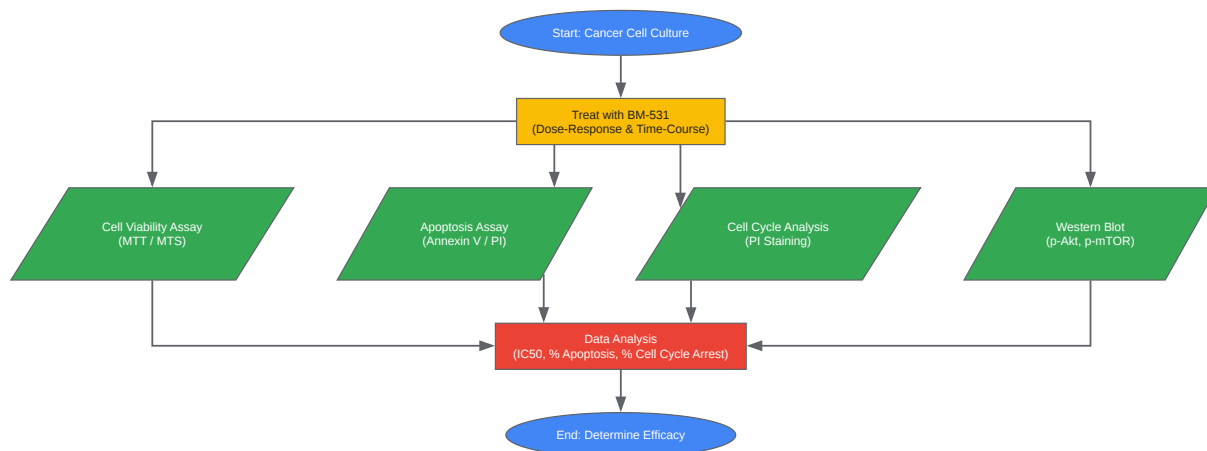 Start: Cancer Cell Culture
Treat with BM-531
(Dose-Response & Time-Course)
Cell Viability Assay
(MTT / MTS)
Apoptosis Assay
(Annexin V / PI)
Cell Cycle Analysis
(PI Staining)
Western Blot
(p-Akt, p-mTOR)
Data Analysis
(IC50, % Apoptosis, % Cell Cycle Arrest)
End: Determine Efficacy